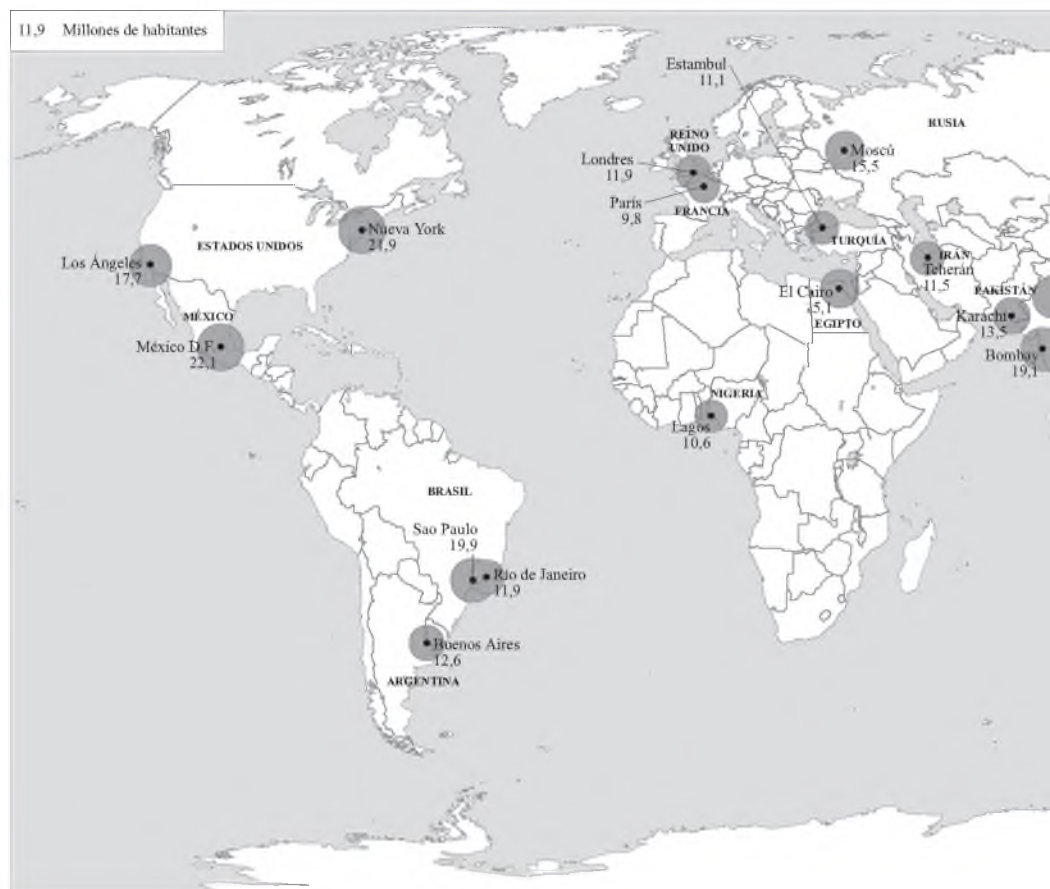 11,9 Millones de habitantes
Estambul
11,1
RUSIA
REINO
UNIDO
Moscú
15,5
Londres
11,9
París
9,8
FRANCIA
Nueva York
21,9
ESTADOS UNIDOS
TURQUÍA
Los Ángeles
17,7
IRÁN
Teherán
11,5
El Cairo
15,1
PAKISTÁN
MÉXICO
Karachi
13,5
EGIPTO
México D.F.
22,1
Bombay
19,1
NIGERIA
Lagos
10,6
BRASIL
Sao Paulo
19,9
Río de Janeiro
11,9
Buenos Aires
12,6
ARGENTINA